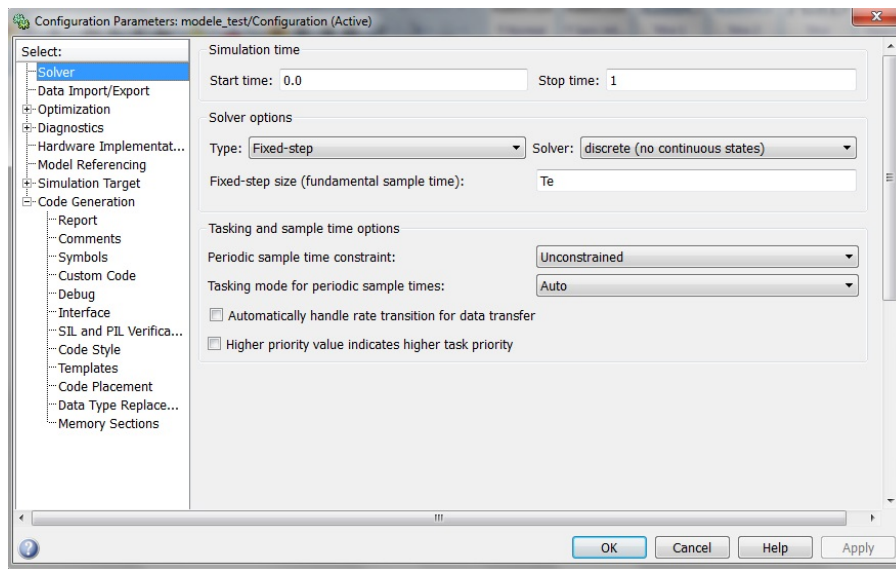 Configuration Parameters: modele_test/Configuration (Active)
Select:
Solver
Data Import/Export
Optimization
Diagnostics
Hardware Implementat...
Model Referencing
Simulation Target
Code Generation
Report
Comments
Symbols
Custom Code
Debug
Interface
SIL and PIL Verifica...
Code Style
Templates
Code Placement
Data Type Replace...
Memory Sections
Simulation time
Start time: 0.0 Stop time: 1
Solver options
Type: Fixed-step Solver: discrete (no continuous states)
Fixed-step size (fundamental sample time): Te
Tasking and sample time options
Periodic sample time constraint: Unconstrained
Tasking mode for periodic sample times: Auto
Automatically handle rate transition for data transfer
Higher priority value indicates higher task priority
OK Cancel Help Apply